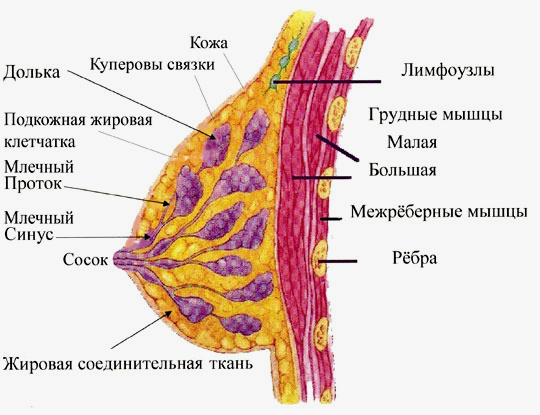 Кожа
Куперовы связки
Долька
Подкожная жировая
клетчатка
Млечный
Проток
Млечный
Синус
Сосок
Жировая соединительная ткань
Лимфоузлы
Грудные мышцы
Малая
Большая
Межрёберные мышцы
Рёбра